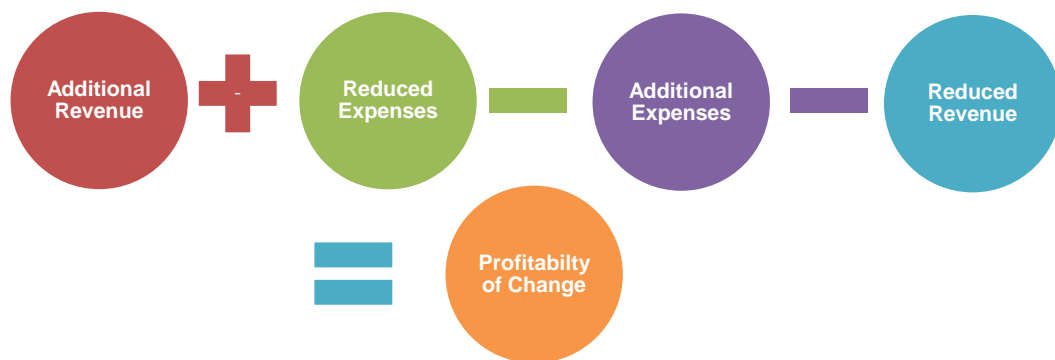 Additional
Revenue
-
Reduced
Expenses
Additional
Expenses
Reduced
Revenue
Profitabilty
of Change